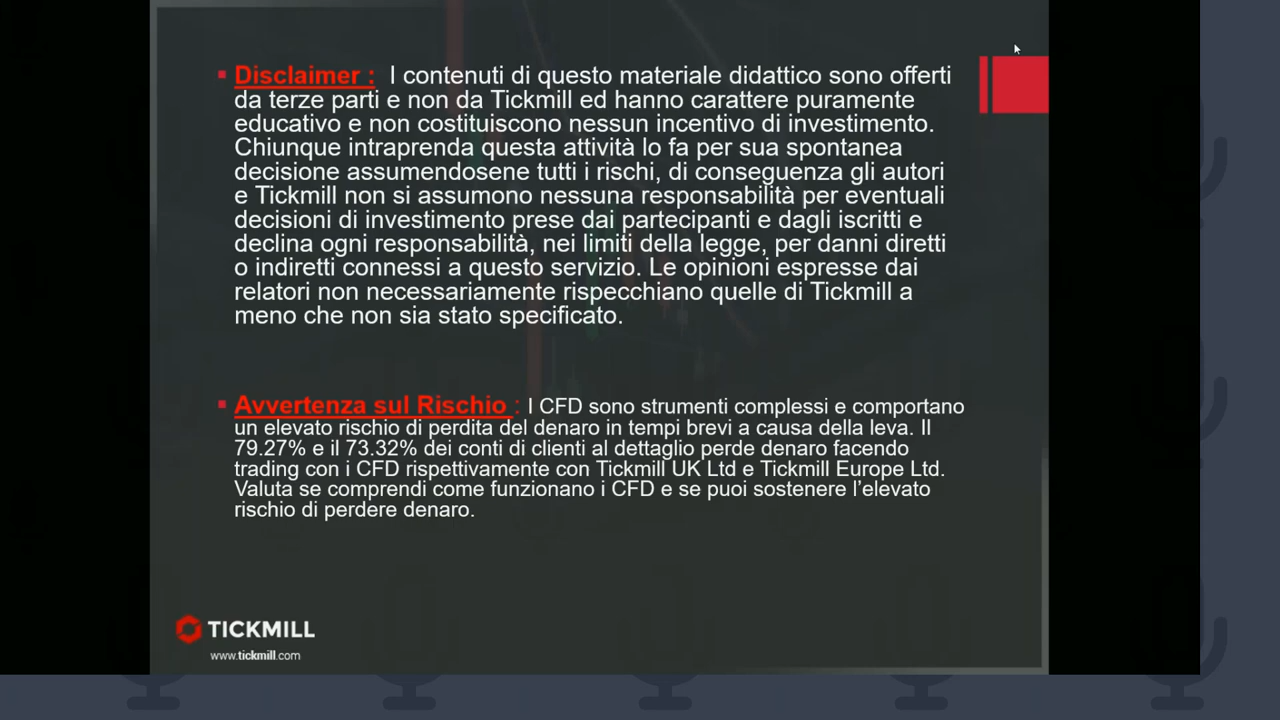 Disclaimer : I contenuti di questo materiale didattico sono offerti
da terze parti e non da Tickmill ed hanno carattere puramente
educativo e non costituiscono nessun incentivo di investimento.
Chiunque intraprenda questa attività lo fa per sua spontanea
decisione assumendosene tutti i rischi, di conseguenza gli autori
e Tickmill non si assumono nessuna responsabilità per eventuali
decisioni di investimento prese dai partecipanti e dagli iscritti e
declina ogni responsabilità, nei limiti della legge, per danni diretti
o indiretti connessi a questo servizio. Le opinioni espresse dai
relatori non necessariamente rispecchiano quelle di Tickmill a
meno che non sia stato specificato.
Avvertenza sul Rischio : I CFD sono strumenti complessi e comportano
un elevato rischio di perdita del denaro in tempi brevi a causa della leva. Il
79.27% e il 73.32% dei conti di clienti al dettaglio perde denaro facendo
trading con i CFD rispettivamente con Tickmill UK Ltd e Tickmill Europe Ltd.
Valuta se comprendi come funzionano i CFD e se puoi sostenere l’elevato
rischio di perdere denaro.
TICKMILL
www.tickmill.com